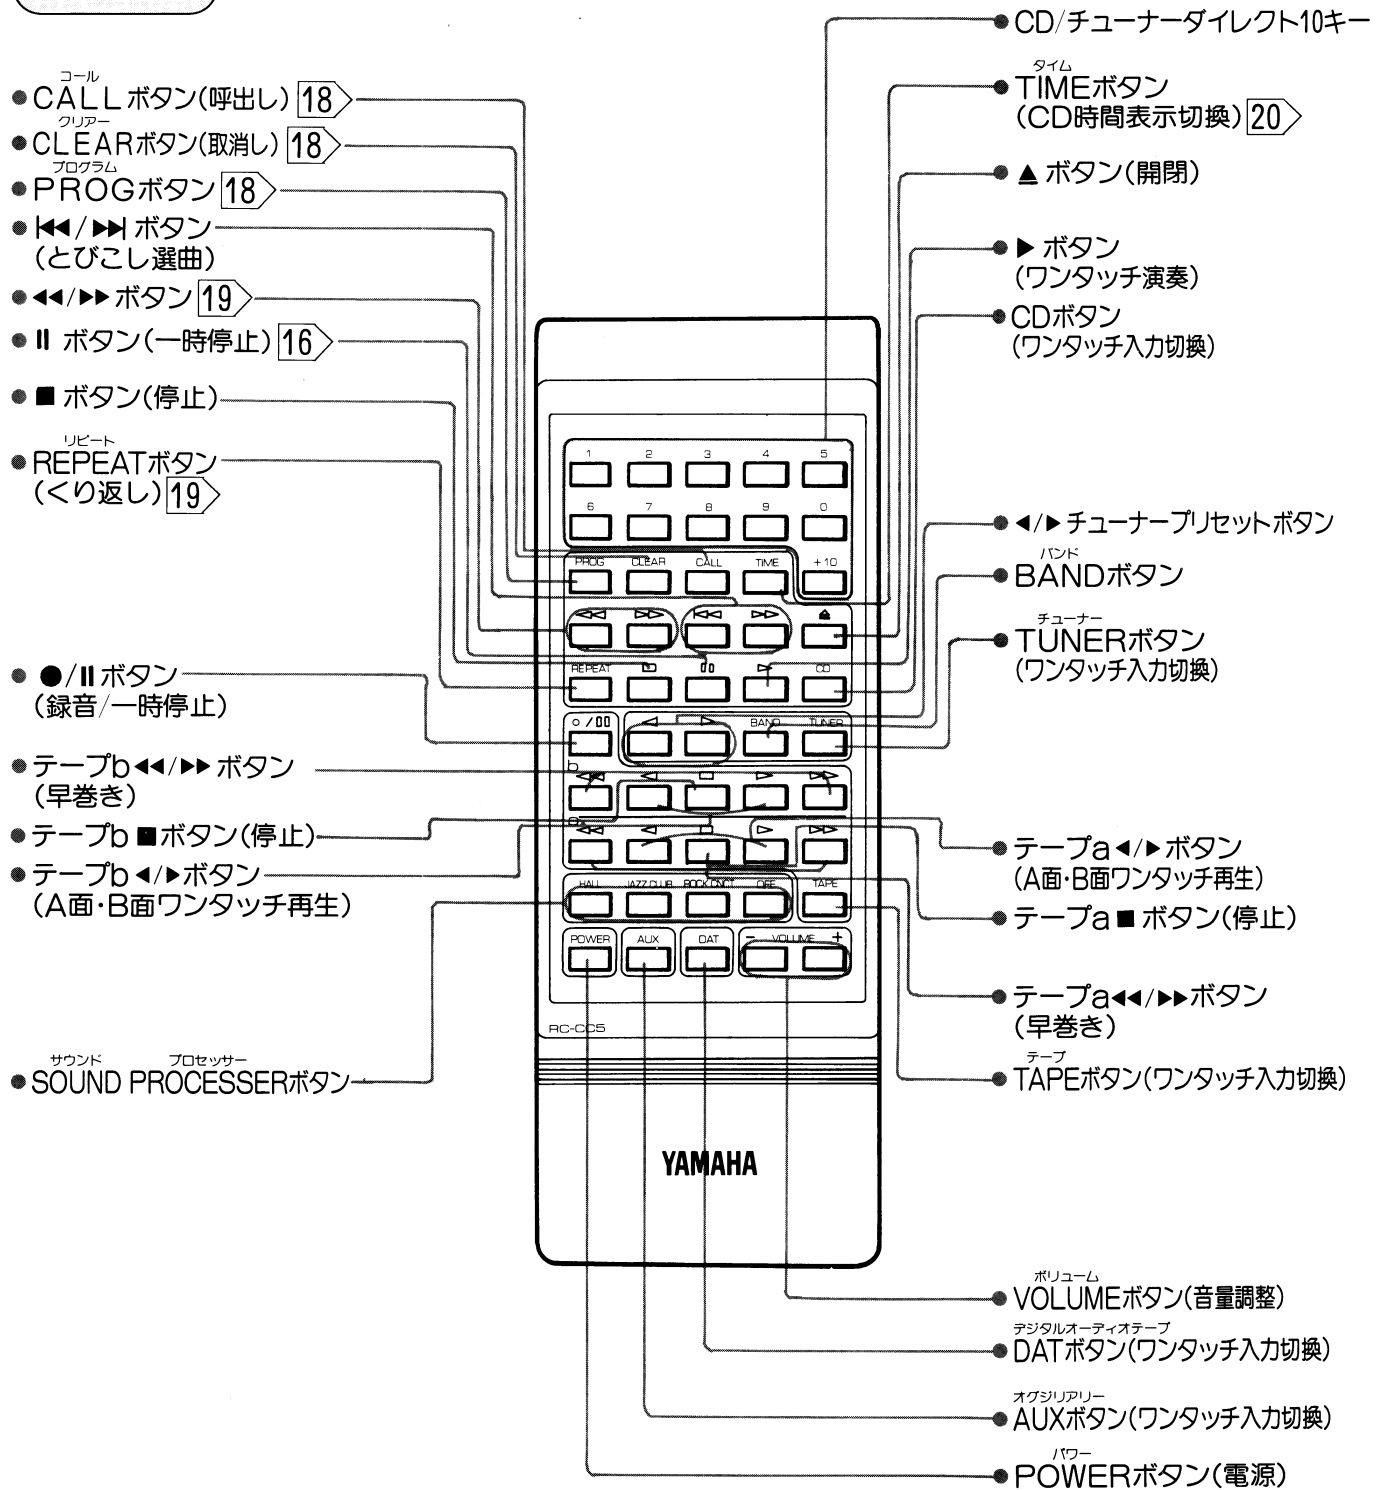 コール
●CALLボタン(呼出し) 18
クリアー
●CLEARボタン(取消し) 18
プログラム
●PROGボタン 18
●|◀◀/▶▶|ボタン
(とびこし選曲)
●◀◀/▶▶ボタン 19
●❙❙ ボタン(一時停止) 16
●■ ボタン(停止)
リピート
●REPEATボタン
(くり返し) 19
● ●/❙❙ボタン
(録音/一時停止)
●テープb◀◀/▶▶ボタン
(早巻き)
●テープb ■ボタン(停止)
●テープb◀/▶ボタン
(A面・B面ワンタッチ再生)
サウンド プロセッサー
●SOUND PROCESSERボタン
1 2 3 4 5
6 7 8 9 0
PROG CLEAR CALL TIME +10
◁◁ ▷▷ |◁◁ ▷▷| ≜
REPEAT □ ▯▯ ▷ CD
○/▯▯ ◁ ▷ BAND TUNER
b
◁◁ ◁ □ ▷ ▷▷
a
◁◁ ◁ □ ▷ ▷▷
HALL JAZZ CLUB ROCK CNCT OFF TAPE
POWER AUX DAT − VOLUME +
RC-CC5
YAMAHA
●CD/チューナーダイレクト10キー
タイム
●TIMEボタン
(CD時間表示切換) 20
●≜ ボタン(開閉)
●▶ ボタン
(ワンタッチ演奏)
●CDボタン
(ワンタッチ入力切換)
●◀/▶チューナープリセットボタン
バンド
●BANDボタン
チューナー
●TUNERボタン
(ワンタッチ入力切換)
●テープa◀/▶ボタン
(A面・B面ワンタッチ再生)
●テープa■ボタン(停止)
●テープa◀◀/▶▶ボタン
(早巻き)
テープ
●TAPEボタン(ワンタッチ入力切換)
ボリューム
●VOLUMEボタン(音量調整)
デジタルオーディオテープ
●DATボタン(ワンタッチ入力切換)
オグジリアリー
●AUXボタン(ワンタッチ入力切換)
パワー
●POWERボタン(電源)